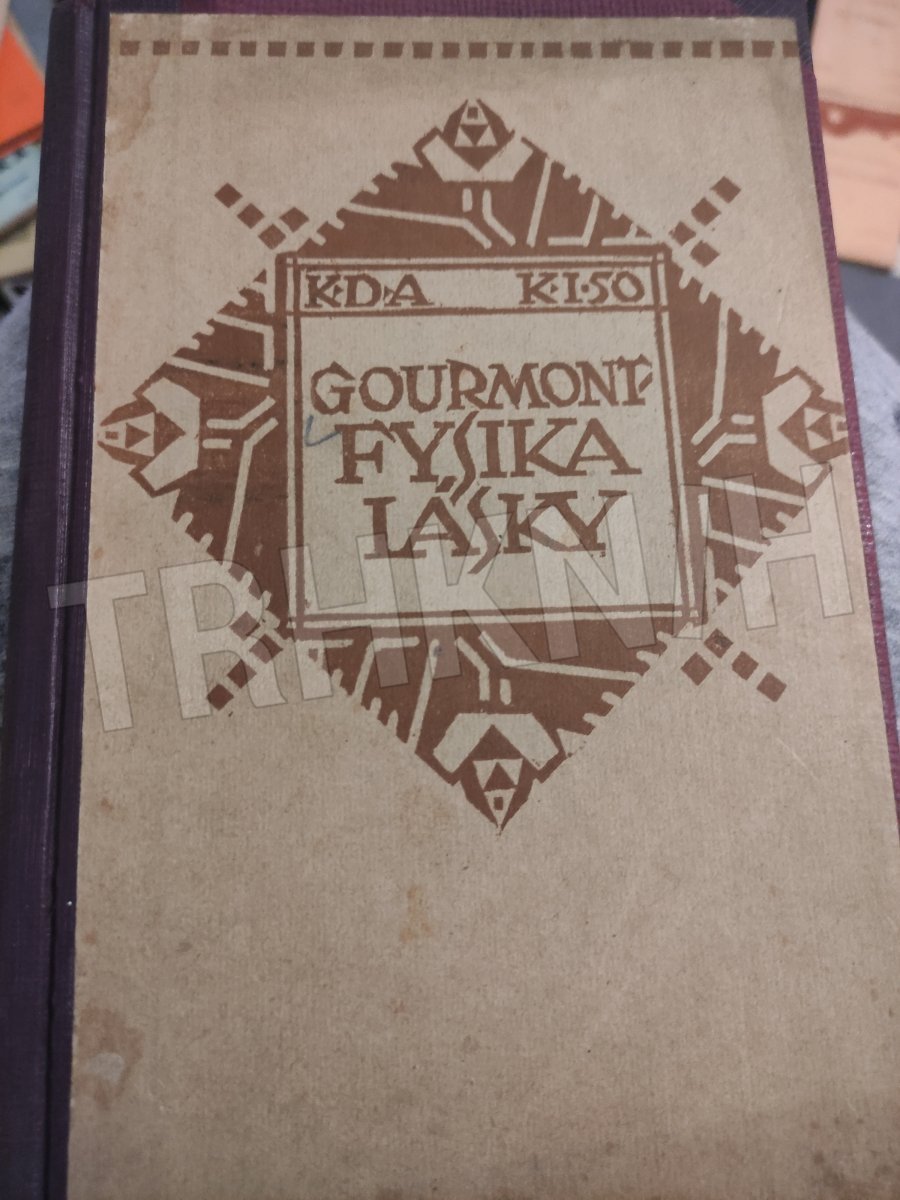 K·D·A K·I·50
GOURMONT·
FYSIKA
LÁSKY
TRHKNIH